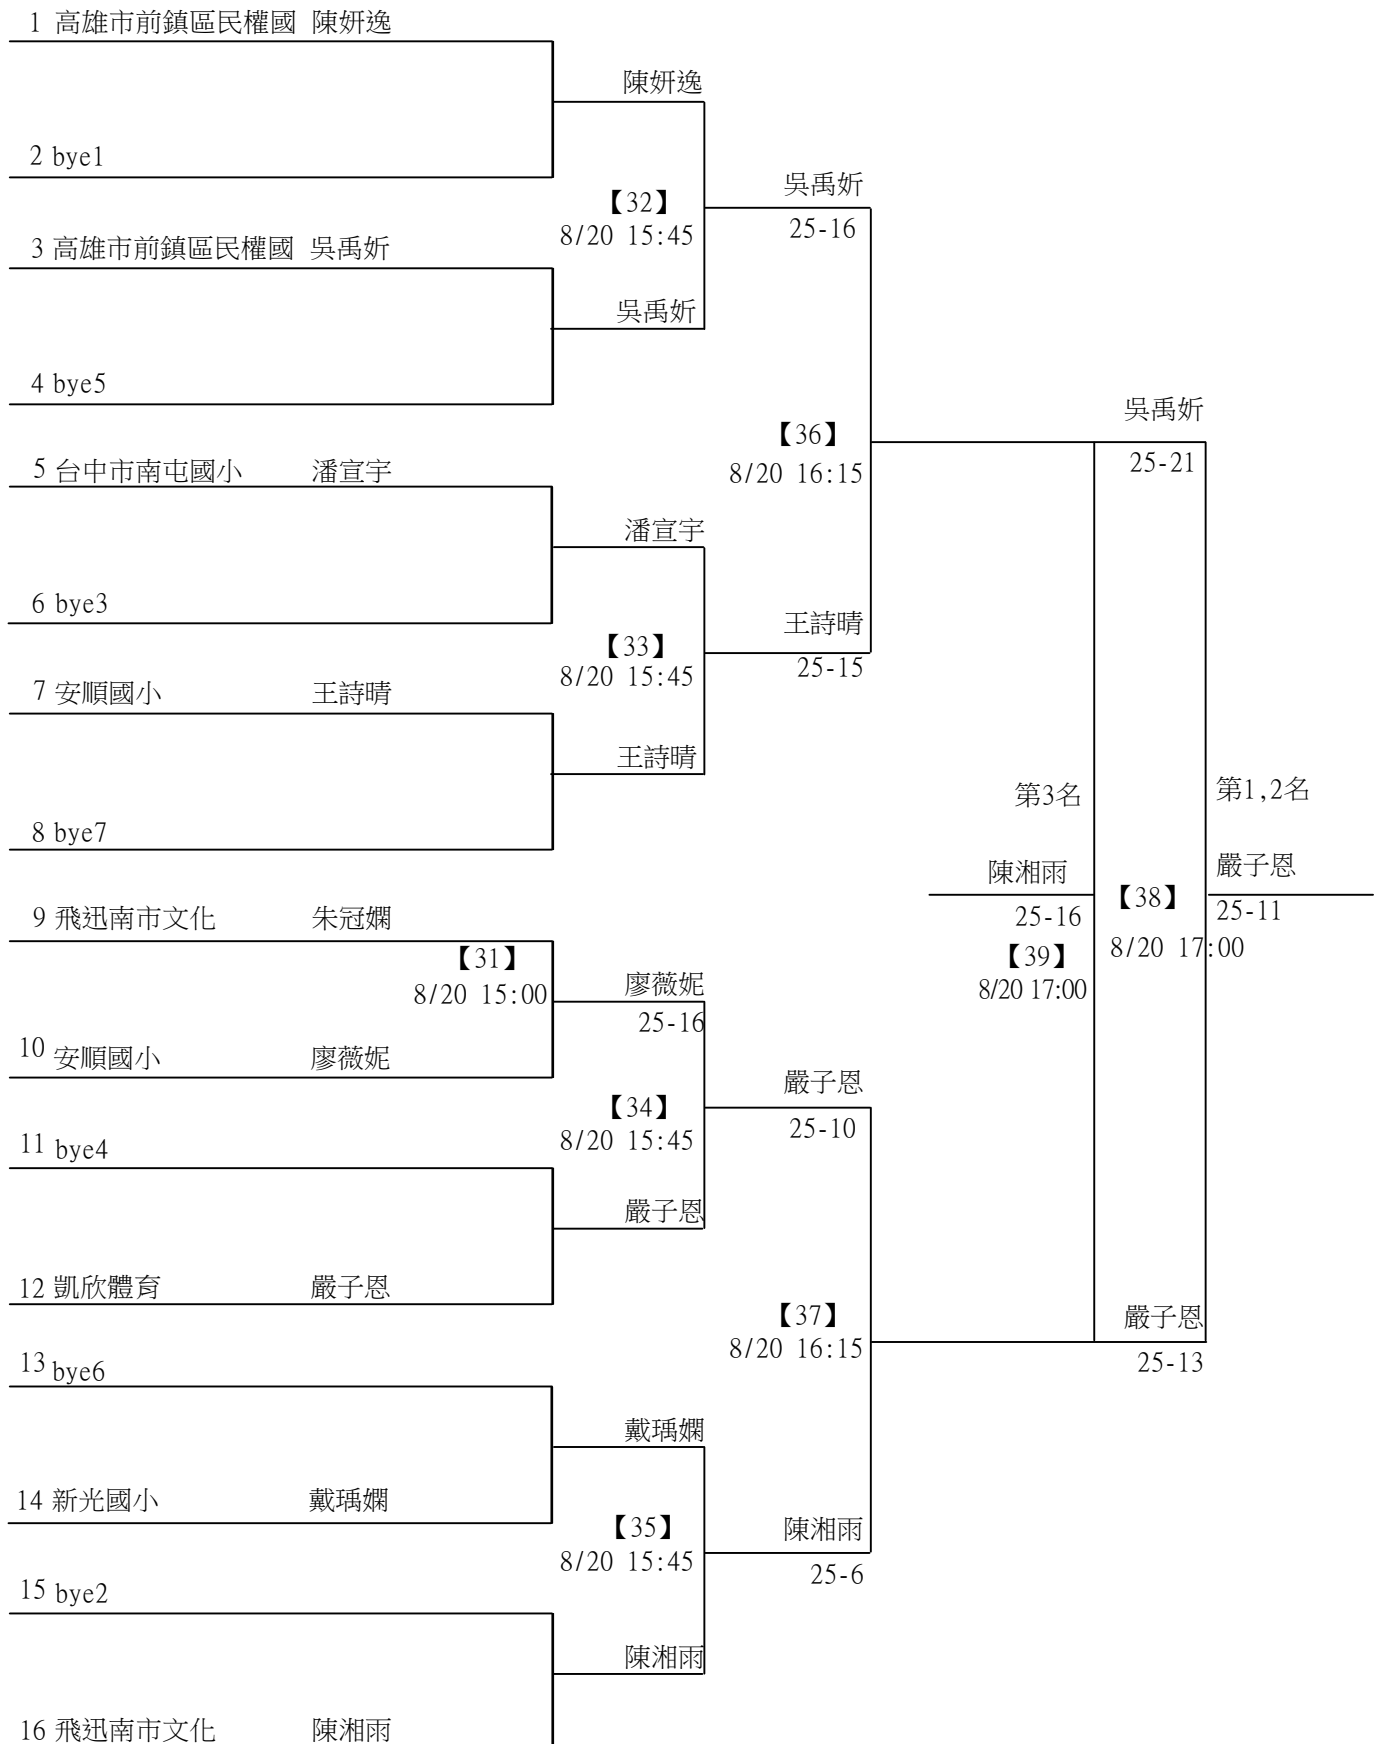 1 高雄市前鎮區民權國 陳妍逸
陳妍逸
2 bye1
吳禹妡
【32】
25-16
8/20 15:45
3 高雄市前鎮區民權國 吳禹妡
吳禹妡
4 bye5
吳禹妡
【36】
25-21
5 台中市南屯國小 潘宣宇
8/20 16:15
潘宣宇
6 bye3
王詩晴
【33】
25-15
8/20 15:45
7 安順國小 王詩晴
王詩晴
第3名
第1,2名
8 bye7
陳湘雨
嚴子恩
【38】
25-16
25-11
9 飛迅南市文化 朱冠嫻
8/20 17:00
【31】
【39】
8/20 15:00
廖薇妮
8/20 17:00
25-16
10 安順國小 廖薇妮
嚴子恩
【34】
25-10
8/20 15:45
11 bye4
嚴子恩
12 凱欣體育 嚴子恩
【37】
嚴子恩
8/20 16:15
25-13
13 bye6
戴瑀嫻
14 新光國小 戴瑀嫻
【35】
陳湘雨
8/20 15:45
25-6
15 bye2
陳湘雨
16 飛迅南市文化 陳湘雨